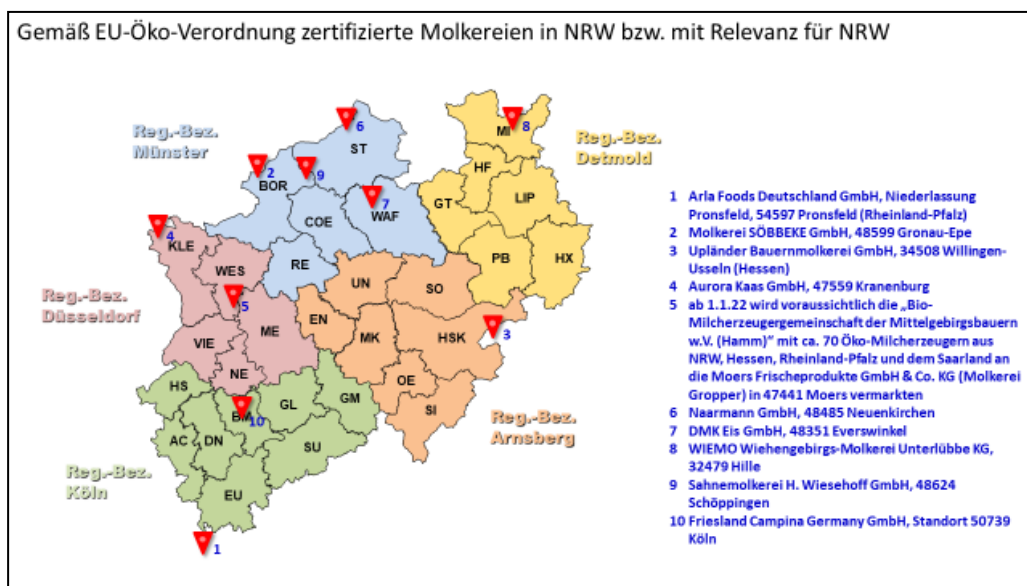 Gemäß EU-Öko-Verordnung zertifizierte Molkereien in NRW bzw. mit Relevanz für NRW
Reg.-Bez.
Münster
Reg.-Bez.
Detmold
Reg.-Bez.
Düsseldorf
Reg.-Bez.
Arnsberg
Reg.-Bez.
Köln
6
ST
MI
8
2
BOR
9
HF
7
WAF
COE
GT
LIP
4
KLE
WES
RE
PB
HX
UN
SO
5
ME
EN
MK
HSK
3
VIE
NE
HS
BM
10
GL
GM
OE
SI
AC
DN
SU
EU
1
1 Arla Foods Deutschland GmbH, Niederlassung
Pronsfeld, 54597 Pronsfeld (Rheinland-Pfalz)
2 Molkerei SÖBBEKE GmbH, 48599 Gronau-Epe
3 Upländer Bauernmolkerei GmbH, 34508 Willingen-
Usseln (Hessen)
4 Aurora Kaas GmbH, 47559 Kranenburg
5 ab 1.1.22 wird voraussichtlich die „Bio-
Milcherzeugergemeinschaft der Mittelgebirgsbauern
w.V. (Hamm)" mit ca. 70 Öko-Milcherzeugern aus
NRW, Hessen, Rheinland-Pfalz und dem Saarland an
die Moers Frischeprodukte GmbH & Co. KG (Molkerei
Gropper) in 47441 Moers vermarkten
6 Naarmann GmbH, 48485 Neuenkirchen
7 DMK Eis GmbH, 48351 Everswinkel
8 WIEMO Wiehengebirgs-Molkerei Unterlübbe KG,
32479 Hille
9 Sahnemolkerei H. Wiesehoff GmbH, 48624
Schöppingen
10 Friesland Campina Germany GmbH, Standort 50739
Köln